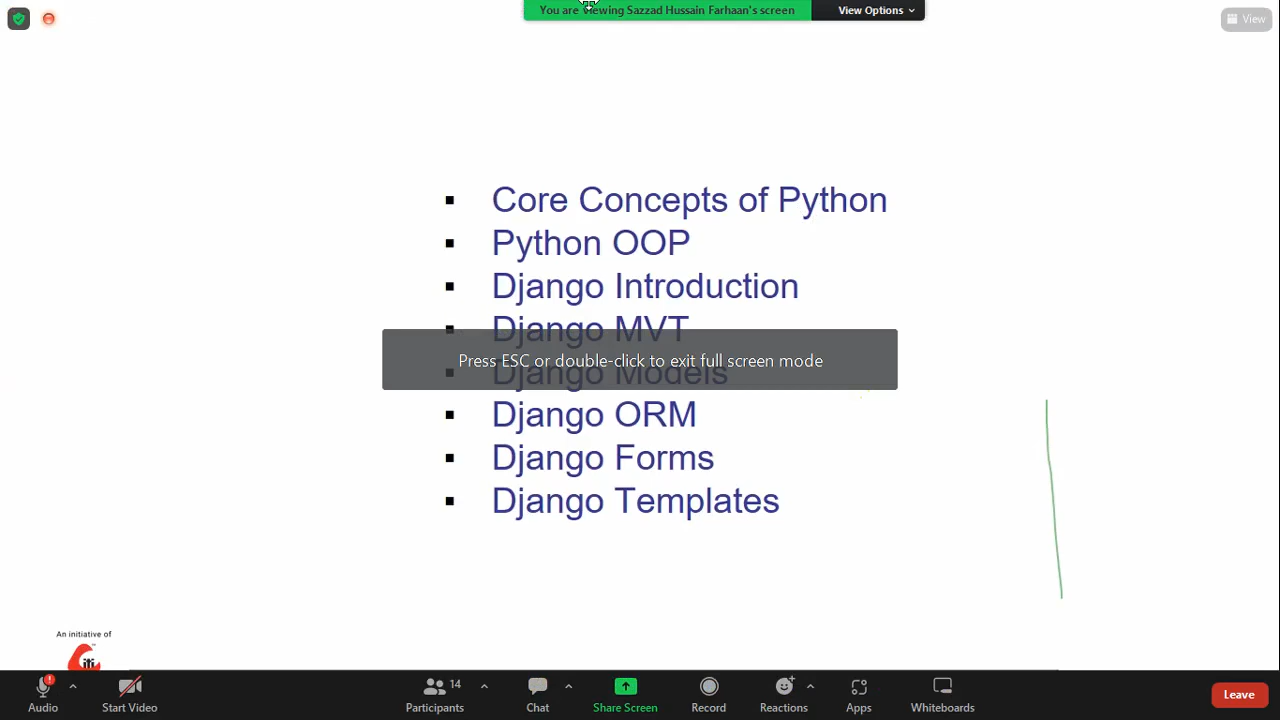 You are viewing Sazzad Hussain Farhaan's screen
View Options
View
Core Concepts of Python
Python OOP
Django Introduction
Django MVT
Press ESC or double-click to exit full screen mode
Django Models
Django ORM
Django Forms
Django Templates
An initiative of
Audio
Start Video
Participants
14
Chat
Share Screen
Record
Reactions
Apps
Whiteboards
Leave